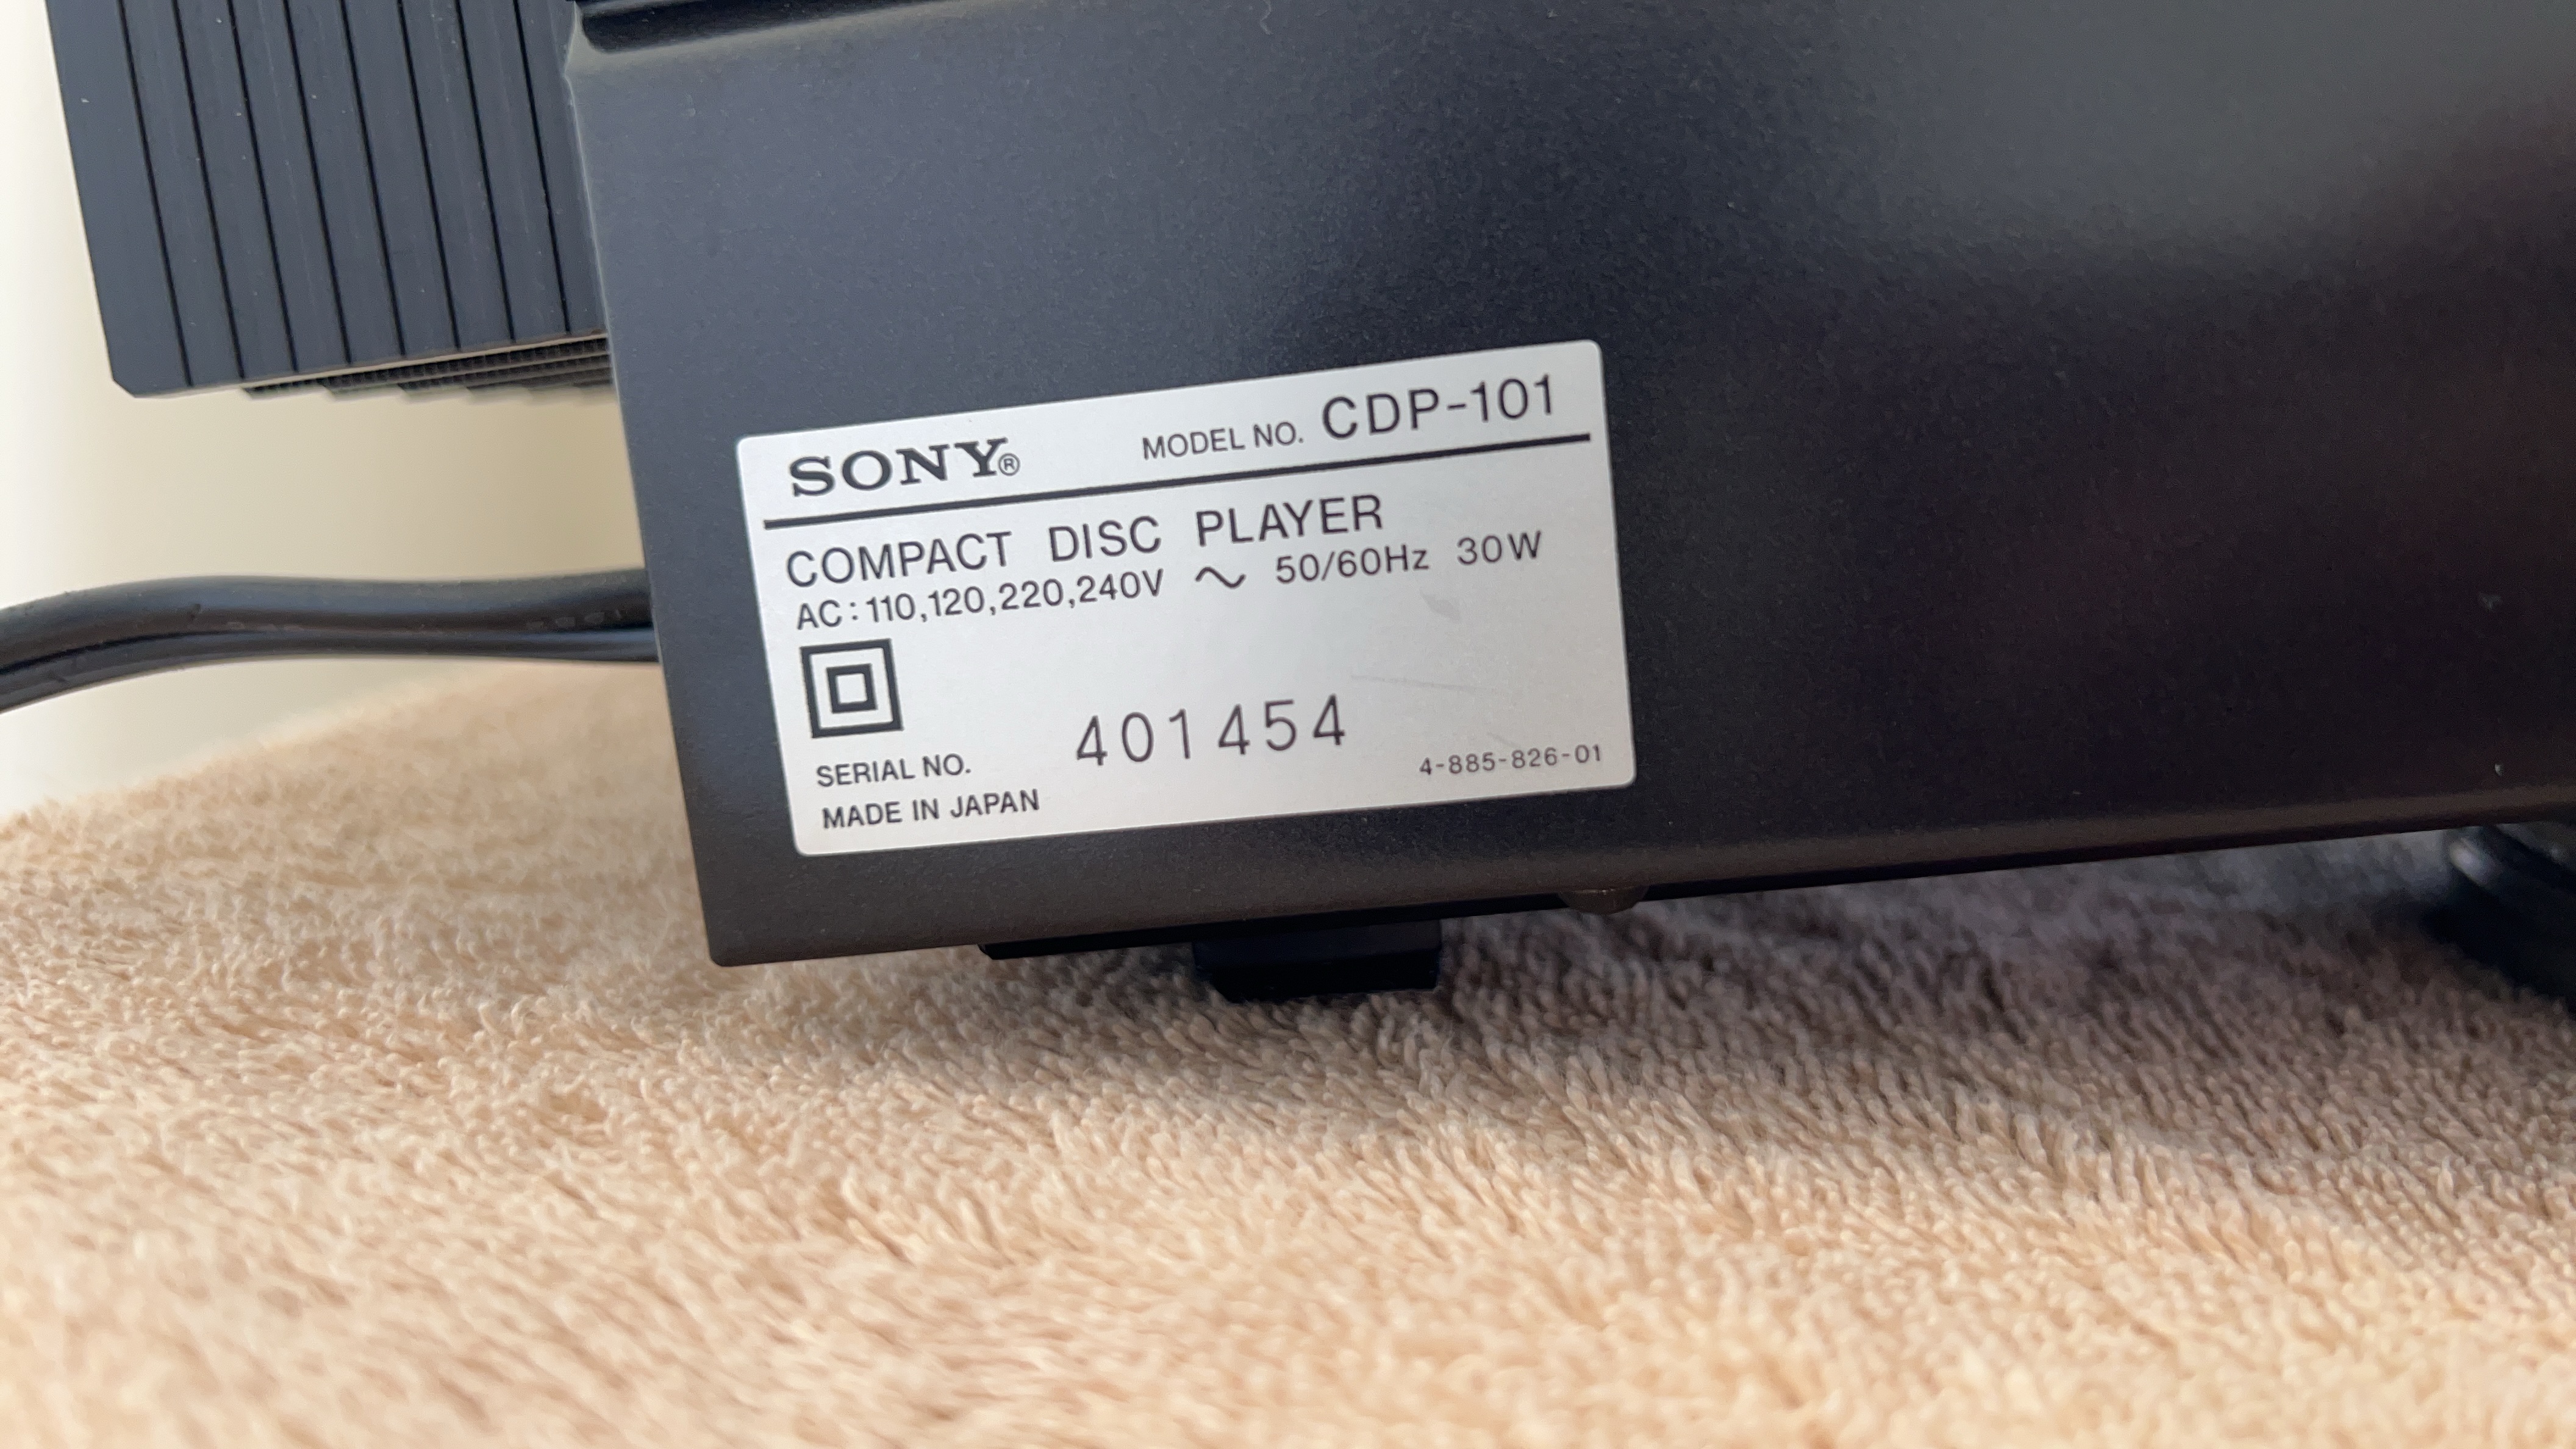 SONY®
MODEL NO. CDP-101
COMPACT DISC PLAYER
AC:110,120,220,240V ~ 50/60Hz 30W
SERIAL NO. 401454
4-885-826-01
MADE IN JAPAN